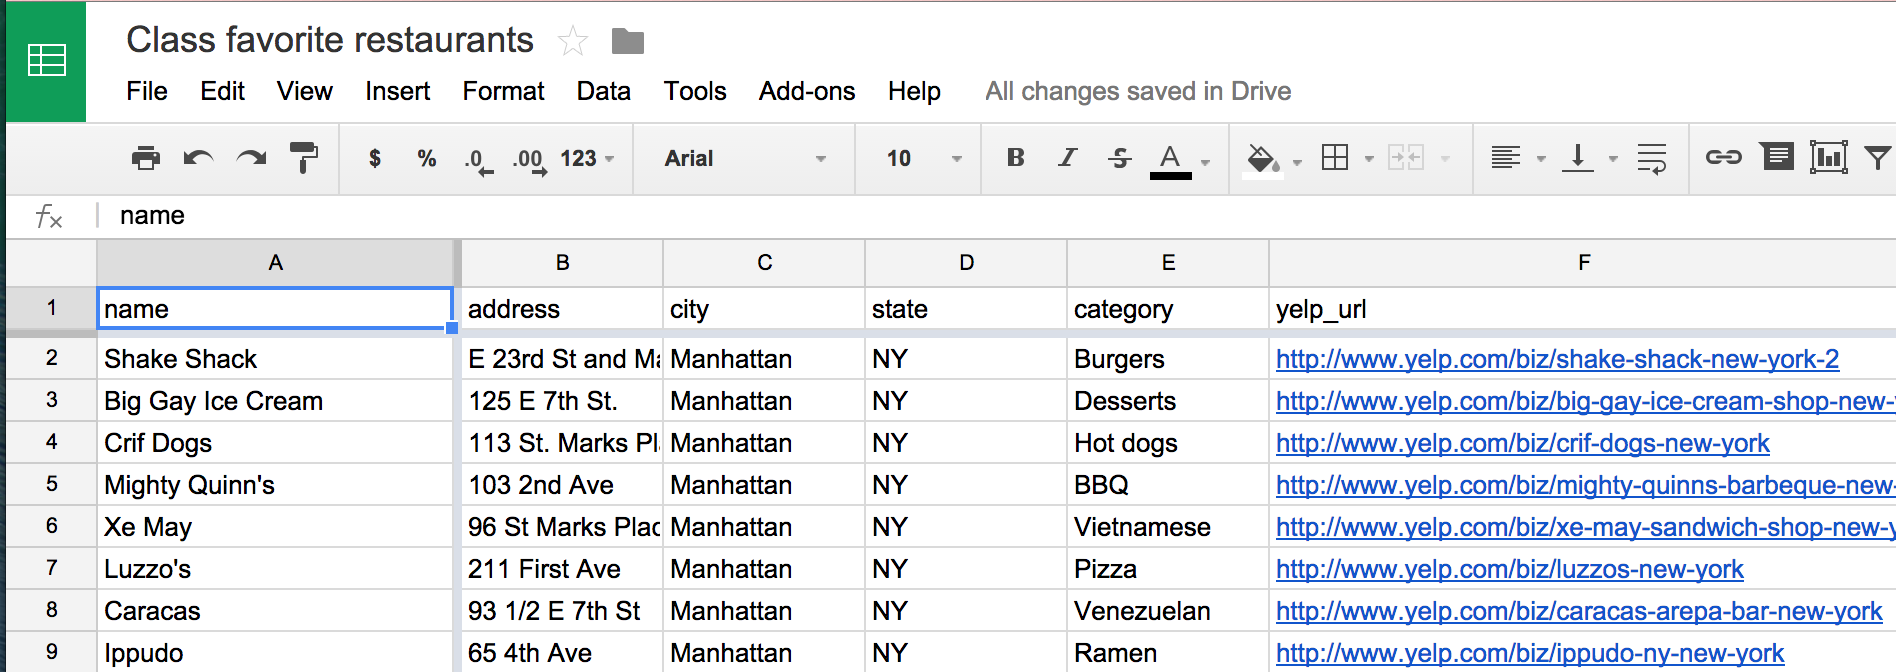 Class favorite restaurants
File Edit View Insert Format Data Tools Add-ons Help All changes saved in Drive
$ % .0 .00 123 Arial 10 B I S A
fx name
A B C D E F
1 name address city state category yelp_url
2 Shake Shack E 23rd St and Ma Manhattan NY Burgers http://www.yelp.com/biz/shake-shack-new-york-2
3 Big Gay Ice Cream 125 E 7th St. Manhattan NY Desserts http://www.yelp.com/biz/big-gay-ice-cream-shop-new-
4 Crif Dogs 113 St. Marks Pl Manhattan NY Hot dogs http://www.yelp.com/biz/crif-dogs-new-york
5 Mighty Quinn's 103 2nd Ave Manhattan NY BBQ http://www.yelp.com/biz/mighty-quinns-barbeque-new-
6 Xe May 96 St Marks Plac Manhattan NY Vietnamese http://www.yelp.com/biz/xe-may-sandwich-shop-new-y
7 Luzzo's 211 First Ave Manhattan NY Pizza http://www.yelp.com/biz/luzzos-new-york
8 Caracas 93 1/2 E 7th St Manhattan NY Venezuelan http://www.yelp.com/biz/caracas-arepa-bar-new-york
9 Ippudo 65 4th Ave Manhattan NY Ramen http://www.yelp.com/biz/ippudo-ny-new-york